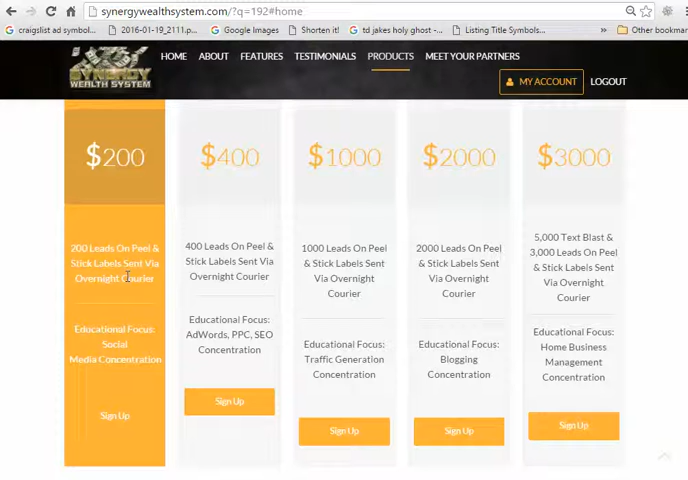 synergywealthsystem.com/?q=192#home
craigslist ad symbol...
2016-01-19_2111.p...
Google Images
Shorten it!
td jakes holy ghost -...
Listing Title Symbols...
»
Other bookmar
SYNERGY
WEALTH SYSTEM
HOME
ABOUT
FEATURES
TESTIMONIALS
PRODUCTS
MEET YOUR PARTNERS
MY ACCOUNT
LOGOUT
$200
200 Leads On Peel &
Stick Labels Sent Via
Overnight Courier
Educational Focus:
Social
Media Concentration
Sign Up
$400
400 Leads On Peel &
Stick Labels Sent Via
Overnight Courier
Educational Focus:
AdWords, PPC, SEO
Concentration
Sign Up
$1000
1000 Leads On Peel
& Stick Labels Sent
Via Overnight
Courier
Educational Focus:
Traffic Generation
Concentration
Sign Up
$2000
2000 Leads On Peel
& Stick Labels Sent
Via Overnight
Courier
Educational Focus:
Blogging
Concentration
Sign Up
$3000
5,000 Text Blast &
3,000 Leads On Peel
& Stick Labels Sent
Via Overnight
Courier
Educational Focus:
Home Business
Management
Concentration
Sign Up